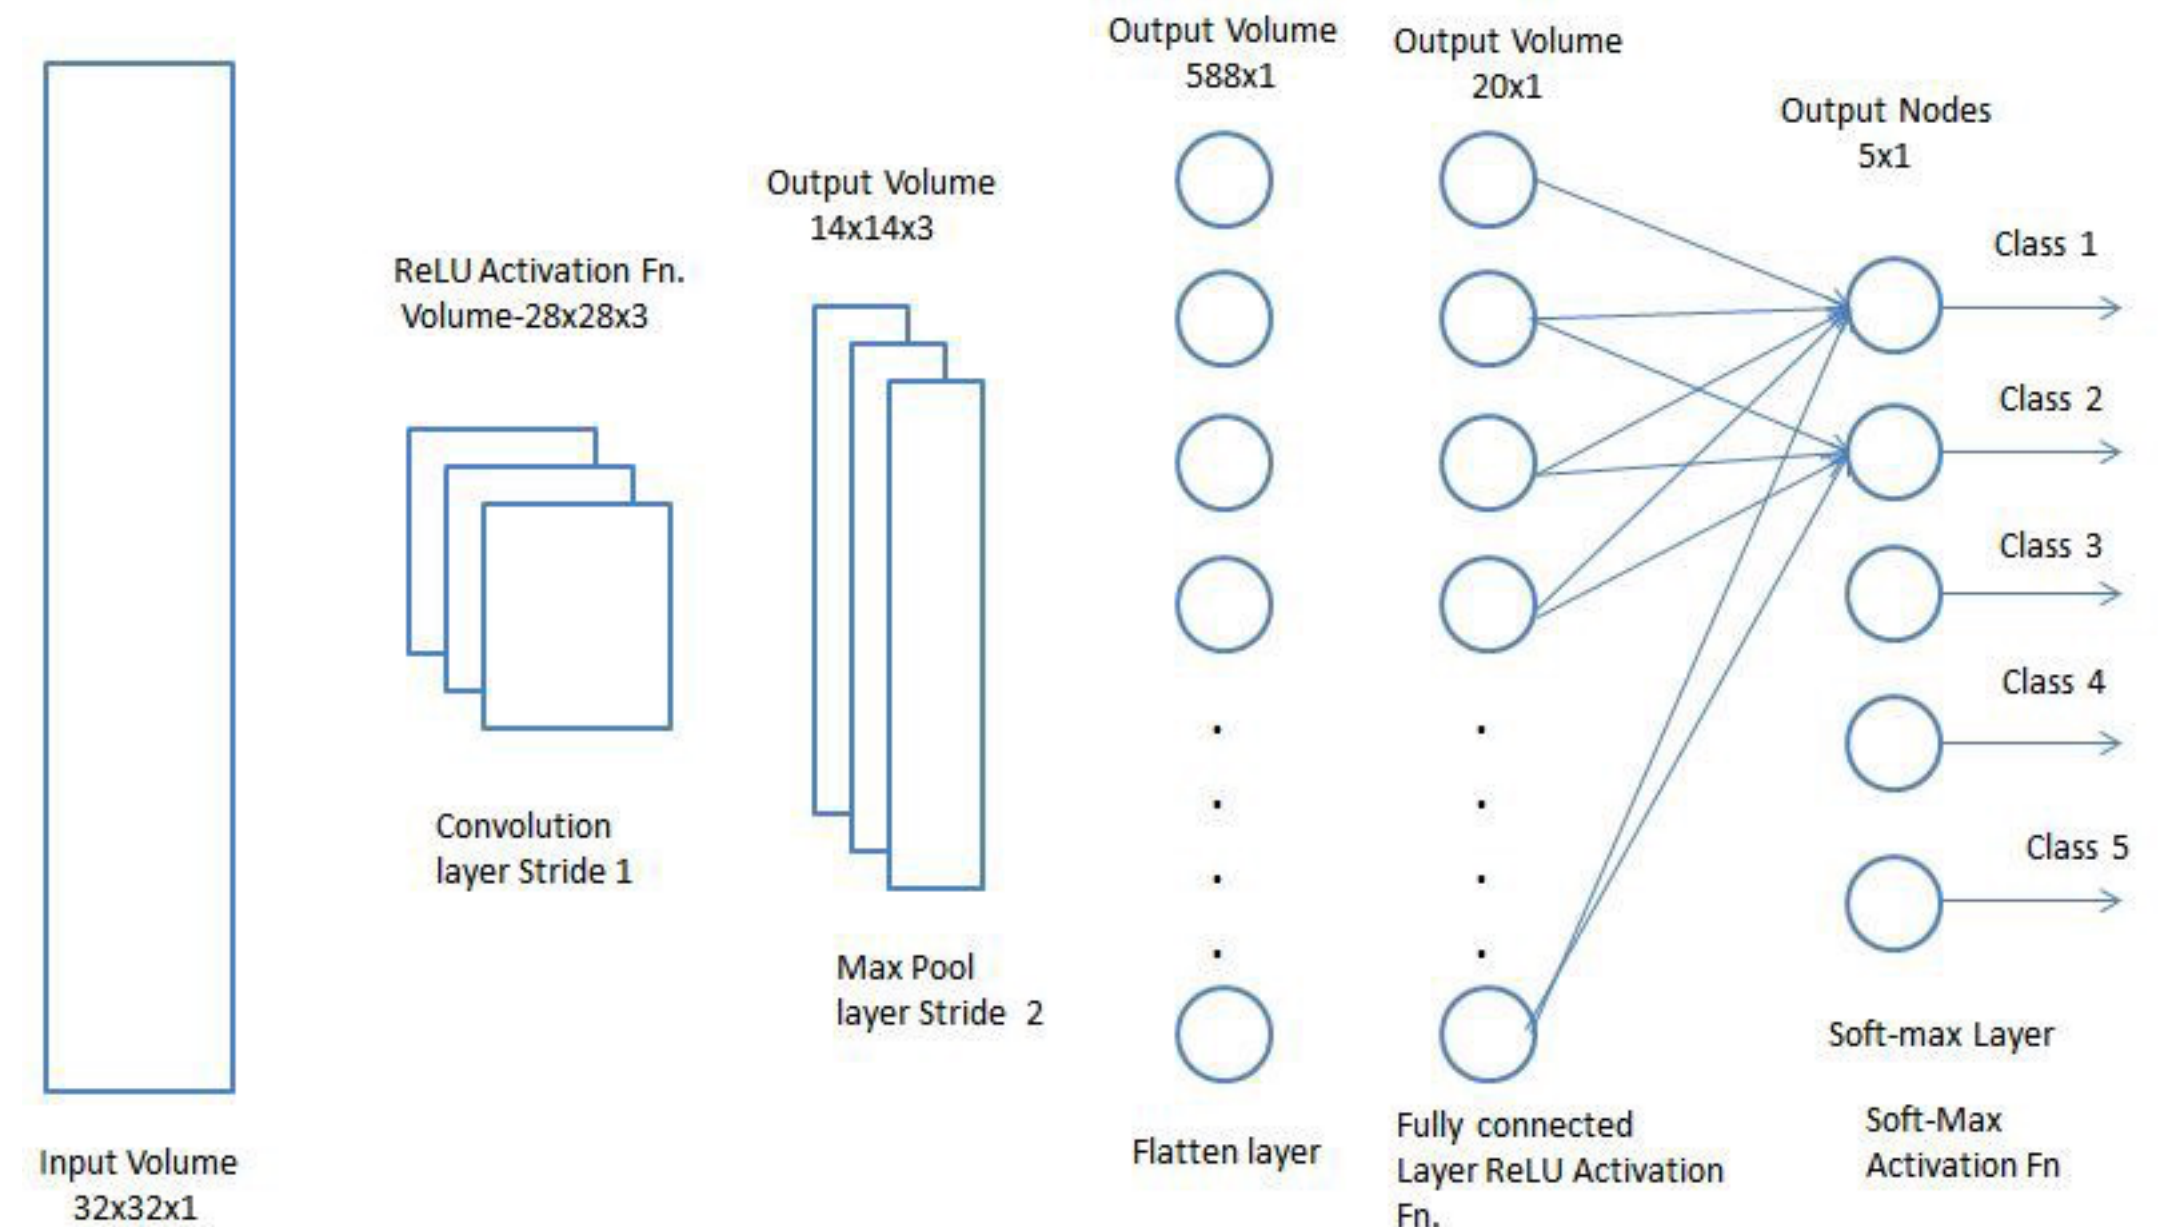 Input Volume
32x32x1
ReLU Activation Fn.
Volume-28x28x3
Convolution
layer Stride 1
Output Volume
14x14x3
Max Pool
layer Stride 2
Output Volume
588x1
Flatten layer
Output Volume
20x1
Fully connected
Layer ReLU Activation
Fn.
Output Nodes
5x1
Class 1
Class 2
Class 3
Class 4
Class 5
Soft-max Layer
Soft-Max
Activation Fn